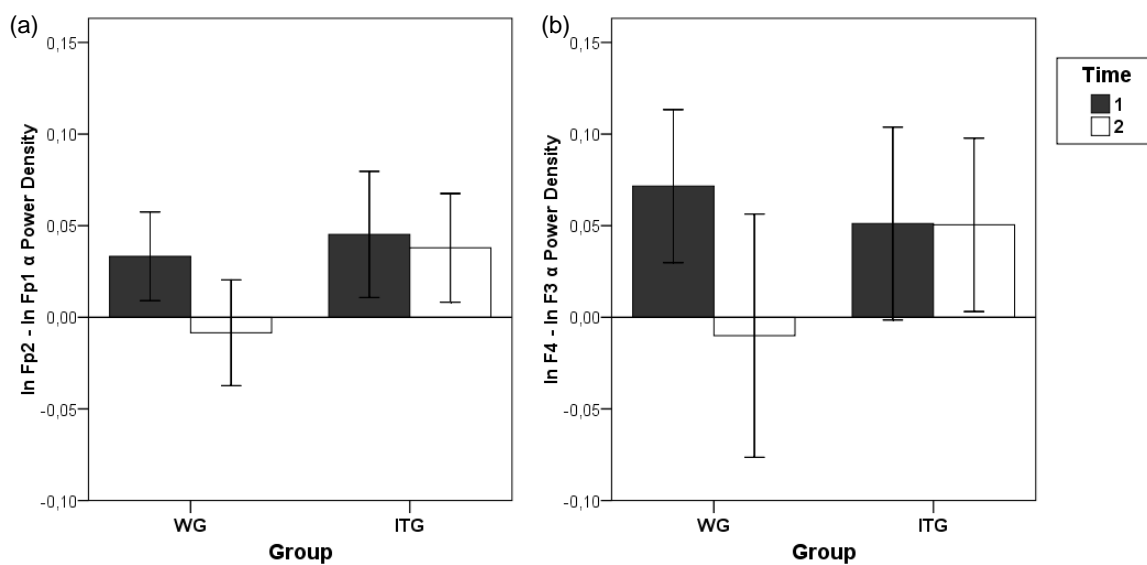 (a)
ln Fp2 - ln Fp1 α Power Density
0,15
0,10
0,05
0,00
-0,05
-0,10
WG
ITG
Group
(b)
ln F4 - ln F3 α Power Density
0,15
0,10
0,05
0,00
-0,05
-0,10
WG
ITG
Group
Time
1
2